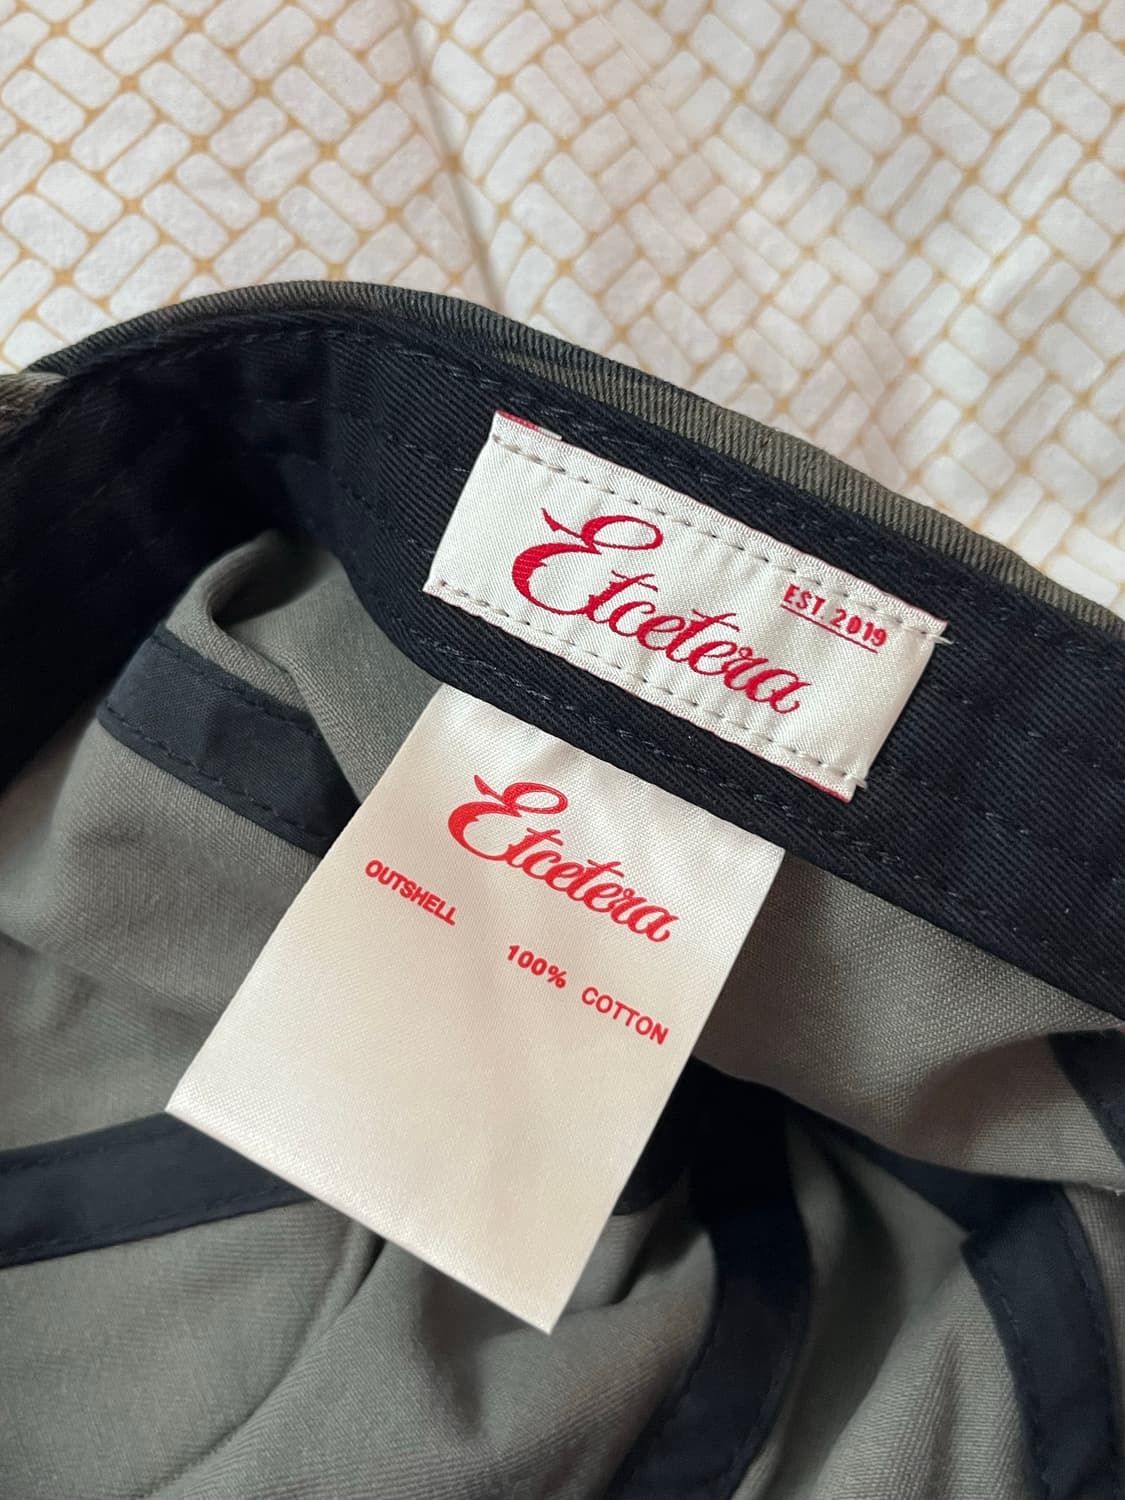 Etcetera
EST 2019
Etcetera
OUTSHELL
100% COTTON